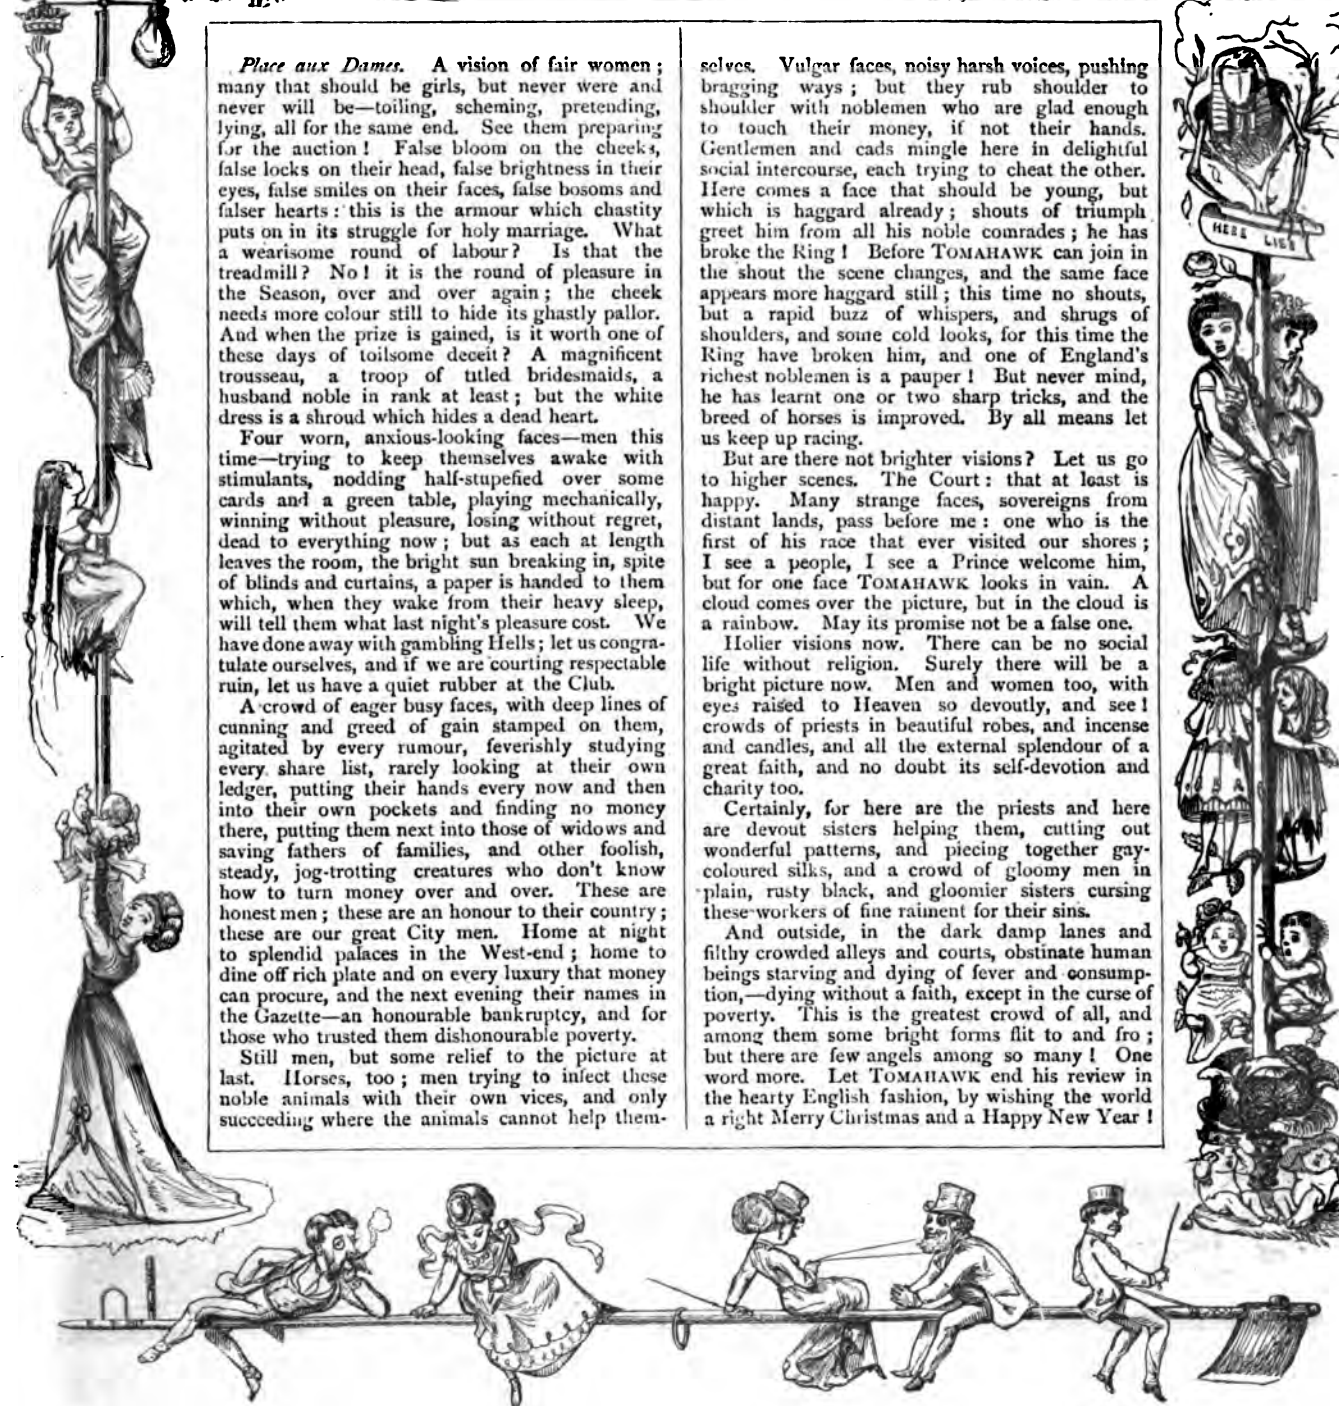 Place aux Dames. A vision of fair women;
many that should be girls, but never were and
never will be—toiling, scheming, pretending,
lying, all for the same end. See them preparing
for the auction! False bloom on the cheeks,
false locks on their head, false brightness in their
eyes, false smiles on their faces, false bosoms and
falser hearts: this is the armour which chastity
puts on in its struggle for holy marriage. What
a wearisome round of labour? Is that the
treadmill? No! it is the round of pleasure in
the Season, over and over again; the cheek
needs more colour still to hide its ghastly pallor.
And when the prize is gained, is it worth one of
these days of toilsome deceit? A magnificent
trousseau, a troop of titled bridesmaids, a
husband noble in rank at least; but the white
dress is a shroud which hides a dead heart.
Four worn, anxious-looking faces—men this
time—trying to keep themselves awake with
stimulants, nodding half-stupefied over some
cards and a green table, playing mechanically,
winning without pleasure, losing without regret,
dead to everything now; but as each at length
leaves the room, the bright sun breaking in, spite
of blinds and curtains, a paper is handed to them
which, when they wake from their heavy sleep,
will tell them what last night's pleasure cost. We
have done away with gambling Hells; let us congra-
tulate ourselves, and if we are courting respectable
ruin, let us have a quiet rubber at the Club.
A crowd of eager busy faces, with deep lines of
cunning and greed of gain stamped on them,
agitated by every rumour, feverishly studying
every share list, rarely looking at their own
ledger, putting their hands every now and then
into their own pockets and finding no money
there, putting them next into those of widows and
saving fathers of families, and other foolish,
steady, jog-trotting creatures who don't know
how to turn money over and over. These are
honest men; these are an honour to their country;
these are our great City men. Home at night
to splendid palaces in the West-end; home to
dine off rich plate and on every luxury that money
can procure, and the next evening their names in
the Gazette—an honourable bankruptcy, and for
those who trusted them dishonourable poverty.
Still men, but some relief to the picture at
last. Horses, too; men trying to infect these
noble animals with their own vices, and only
succeeding where the animals cannot help them-
selves. Vulgar faces, noisy harsh voices, pushing
bragging ways; but they rub shoulder to
shoulder with noblemen who are glad enough
to touch their money, if not their hands.
Gentlemen and cads mingle here in delightful
social intercourse, each trying to cheat the other.
Here comes a face that should be young, but
which is haggard already; shouts of triumph
greet him from all his noble comrades; he has
broke the Ring! Before TOMAHAWK can join in
the shout the scene changes, and the same face
appears more haggard still; this time no shouts,
but a rapid buzz of whispers, and shrugs of
shoulders, and some cold looks, for this time the
Ring have broken him, and one of England's
richest noblemen is a pauper! But never mind,
he has learnt one or two sharp tricks, and the
breed of horses is improved. By all means let
us keep up racing.
But are there not brighter visions? Let us go
to higher scenes. The Court: that at least is
happy. Many strange faces, sovereigns from
distant lands, pass before me: one who is the
first of his race that ever visited our shores;
I see a people, I see a Prince welcome him,
but for one face TOMAHAWK looks in vain. A
cloud comes over the picture, but in the cloud is
a rainbow. May its promise not be a false one.
Holier visions now. There can be no social
life without religion. Surely there will be a
bright picture now. Men and women too, with
eyes raised to Heaven so devoutly, and see!
crowds of priests in beautiful robes, and incense
and candles, and all the external splendour of a
great faith, and no doubt its self-devotion and
charity too.
Certainly, for here are the priests and here
are devout sisters helping them, cutting out
wonderful patterns, and piecing together gay-
coloured silks, and a crowd of gloomy men in
plain, rusty black, and gloomier sisters cursing
these workers of fine raiment for their sins.
And outside, in the dark damp lanes and
filthy crowded alleys and courts, obstinate human
beings starving and dying of fever and consump-
tion,—dying without a faith, except in the curse of
poverty. This is the greatest crowd of all, and
among them some bright forms flit to and fro;
but there are few angels among so many! One
word more. Let TOMAHAWK end his review in
the hearty English fashion, by wishing the world
a right Merry Christmas and a Happy New Year!
HERE LIES